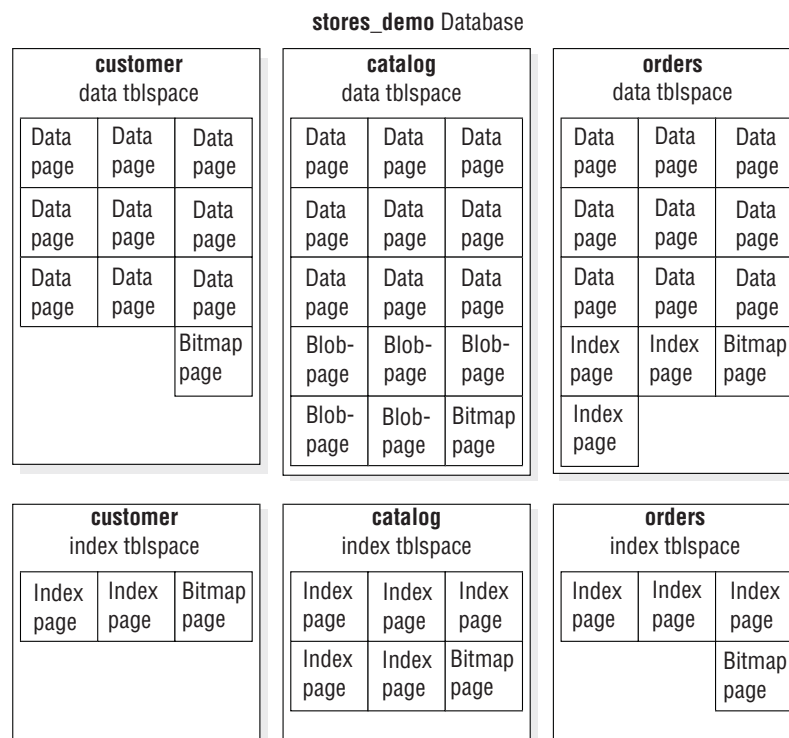 stores_demo Database
customer
data tblspace
Data page
Data page
Data page
Data page
Data page
Data page
Data page
Data page
Data page
Bitmap page
catalog
data tblspace
Data page
Data page
Data page
Data page
Data page
Data page
Data page
Data page
Data page
Blob-
page
Blob-
page
Blob-
page
Blob-
page
Blob-
page
Bitmap page
orders
data tblspace
Data page
Data page
Data page
Data page
Data page
Data page
Data page
Data page
Data page
Index page
Index page
Bitmap page
Index page
customer
index tblspace
Index page
Index page
Bitmap page
catalog
index tblspace
Index page
Index page
Index page
Index page
Index page
Bitmap page
orders
index tblspace
Index page
Index page
Index page
Bitmap page